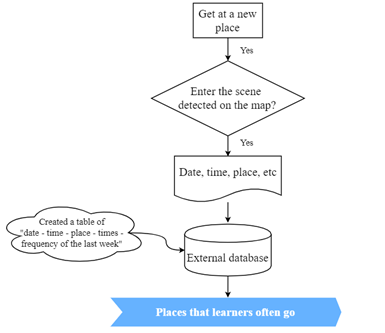 Get at a new
place
Yes
Enter the scene
detected on the map?
Yes
Date, time, place, etc
Created a table of
"date - time - place - times -
frequency of the last week"
External database
Places that learners often go